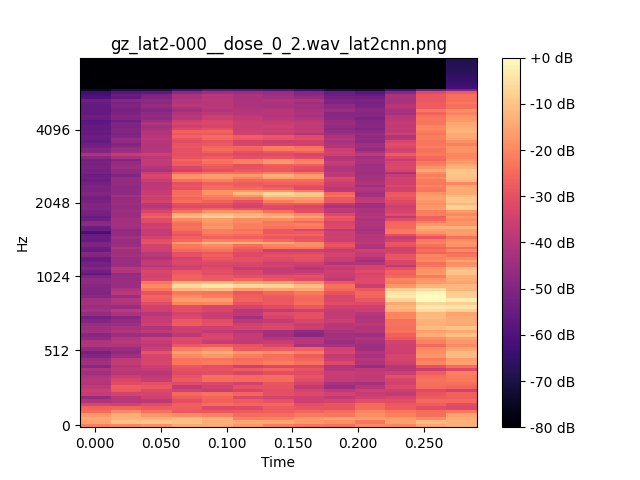 gz_lat2-000__dose_0_2.wav_lat2cnn.png
+0 dB
-10 dB
-20 dB
-30 dB
-40 dB
-50 dB
-60 dB
-70 dB
-80 dB
4096
2048
1024
512
0
Hz
0.000 0.050 0.100 0.150 0.200 0.250
Time